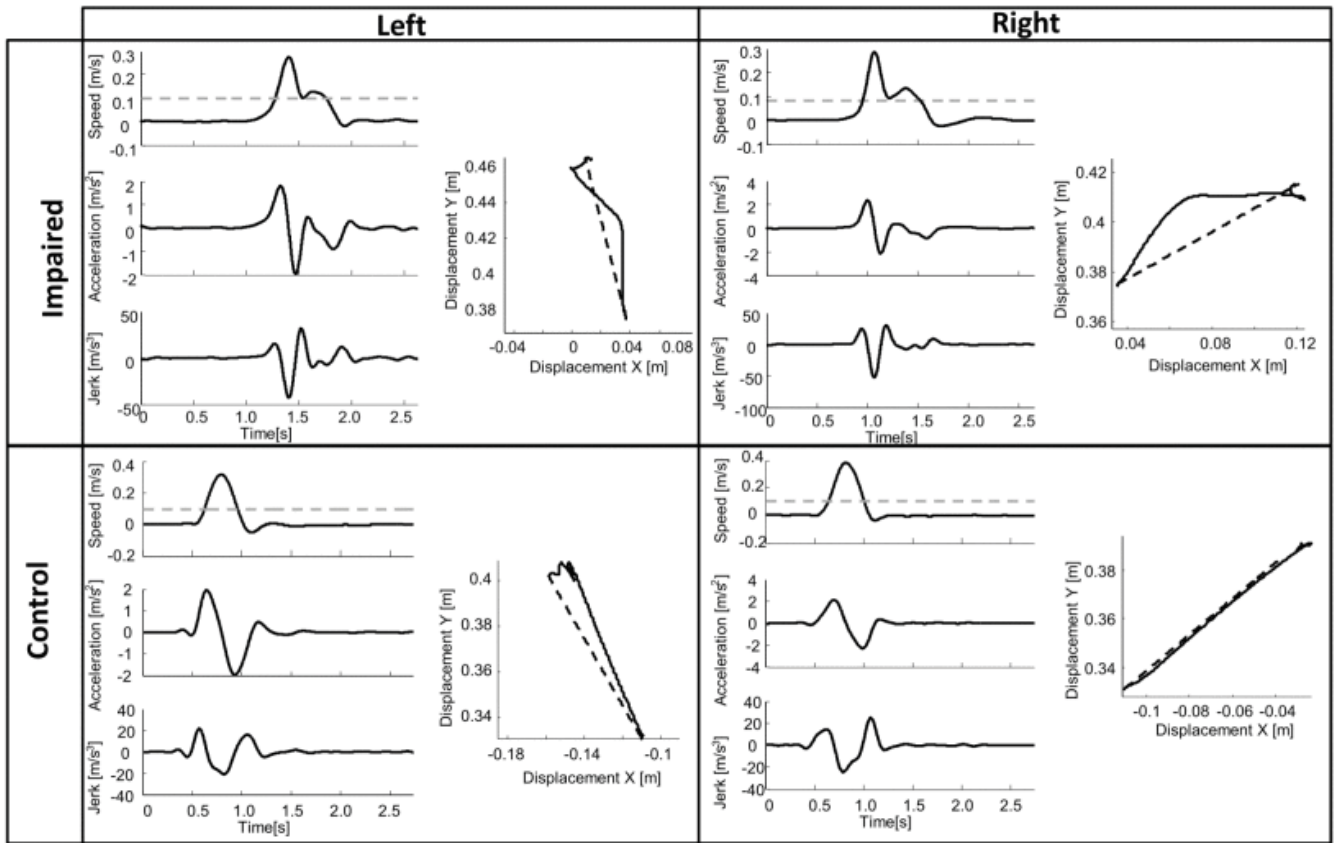 Left
Right
Impaired
Speed [m/s]
0.3
0.2
0.1
0
-0.1
Acceleration [m/s²]
2
1
0
-1
-2
Jerk [m/s³]
50
0
-50
0 0.5 1.0 1.5 2.0 2.5
Time[s]
Displacement Y [m]
0.46
0.44
0.42
0.4
0.38
-0.04 0 0.04 0.08
Displacement X [m]
Speed [m/s]
0.3
0.2
0.1
0
-0.1
Acceleration [m/s²]
4
2
0
-2
-4
Jerk [m/s³]
50
0
-50
-100
0 0.5 1.0 1.5 2.0 2.5
Time[s]
Displacement Y [m]
0.42
0.4
0.38
0.36
0.04 0.08 0.12
Displacement X [m]
Control
Speed [m/s]
0.4
0.2
0
-0.2
Acceleration [m/s²]
2
1
0
-1
-2
Jerk [m/s³]
40
20
0
-20
-40
0 0.5 1.0 1.5 2.0 2.5
Time[s]
Displacement Y [m]
0.4
0.38
0.36
0.34
-0.18 -0.14 -0.1
Displacement X [m]
Speed [m/s]
0.4
0.2
0
-0.2
Acceleration [m/s²]
4
2
0
-2
-4
Jerk [m/s³]
40
20
0
-20
-40
0 0.5 1.0 1.5 2.0 2.5
Time[s]
Displacement Y [m]
0.38
0.36
0.34
-0.1 -0.08 -0.06 -0.04
Displacement X [m]